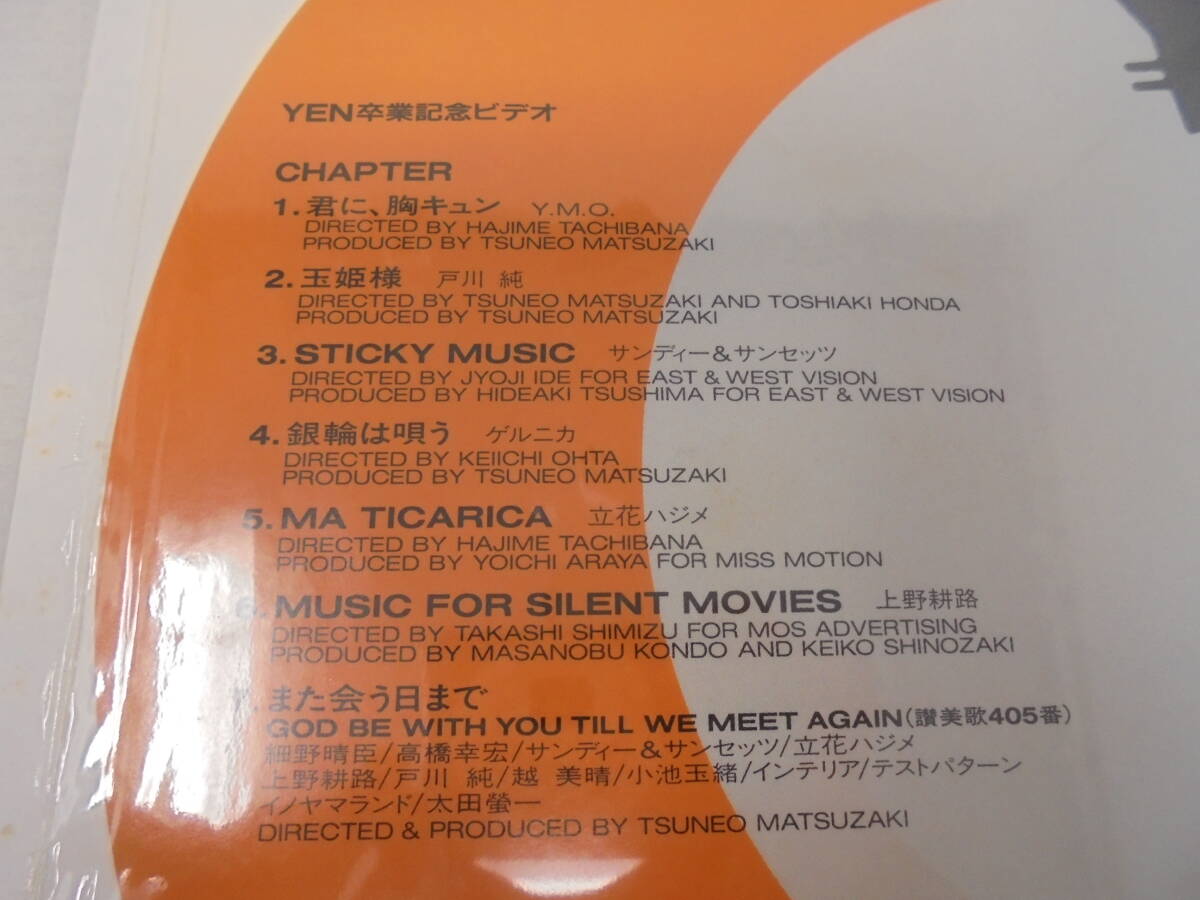 YEN卒業記念ビデオ
CHAPTER
1. 君に、胸キュン Y.M.O.
DIRECTED BY HAJIME TACHIBANA
PRODUCED BY TSUNEO MATSUZAKI
2. 玉姫様 戸川 純
DIRECTED BY TSUNEO MATSUZAKI AND TOSHIAKI HONDA
PRODUCED BY TSUNEO MATSUZAKI
3. STICKY MUSIC サンディー&サンセッツ
DIRECTED BY JYOJI IDE FOR EAST & WEST VISION
PRODUCED BY HIDEAKI TSUSHIMA FOR EAST & WEST VISION
4. 銀輪は唄う ゲルニカ
DIRECTED BY KEIICHI OHTA
PRODUCED BY TSUNEO MATSUZAKI
5. MA TICARICA 立花ハジメ
DIRECTED BY HAJIME TACHIBANA
PRODUCED BY YOICHI ARAYA FOR MISS MOTION
6. MUSIC FOR SILENT MOVIES 上野耕路
DIRECTED BY TAKASHI SHIMIZU FOR MOS ADVERTISING
PRODUCED BY MASANOBU KONDO AND KEIKO SHINOZAKI
また会う日まで
GOD BE WITH YOU TILL WE MEET AGAIN(讃美歌405番)
細野晴臣/高橋幸宏/サンディー&サンセッツ/立花ハジメ
上野耕路/戸川 純/越 美晴/小池玉緒/インテリア/テストパターン
イノヤマランド/太田螢一
DIRECTED & PRODUCED BY TSUNEO MATSUZAKI